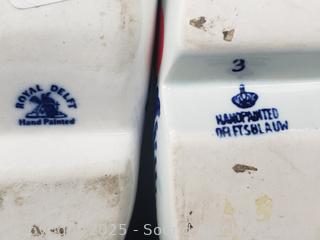 ROYAL DELFT
Hand Painted
3
HANDPAINTED
DELFTSBLAUW